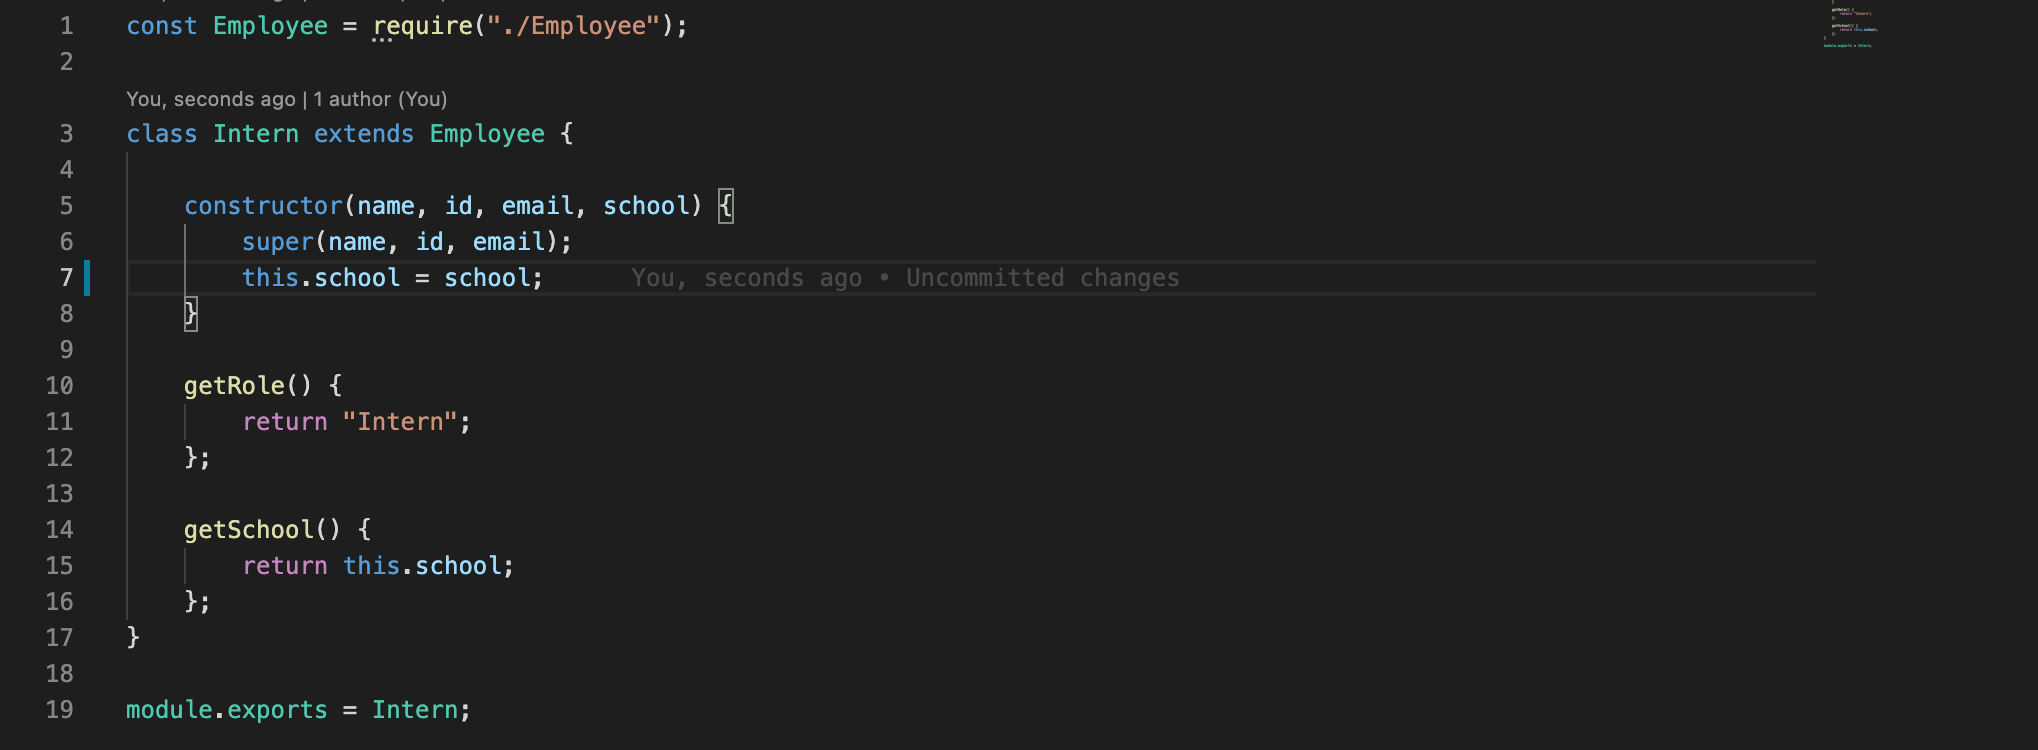 1 const Employee = require("./Employee");
2
You, seconds ago | 1 author (You)
3 class Intern extends Employee {
4
5 constructor(name, id, email, school) {
6 super(name, id, email);
7 this.school = school; You, seconds ago • Uncommitted changes
8 }
9
10 getRole() {
11 return "Intern";
12 };
13
14 getSchool() {
15 return this.school;
16 };
17 }
18
19 module.exports = Intern;